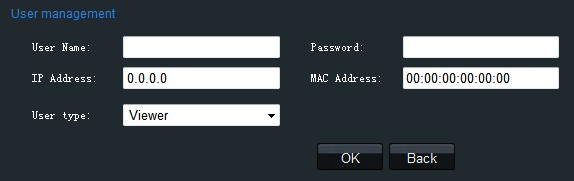 User management
User Name: Password:
IP Address: 0.0.0.0 MAC Address: 00:00:00:00:00:00
User type: Viewer
OK Back